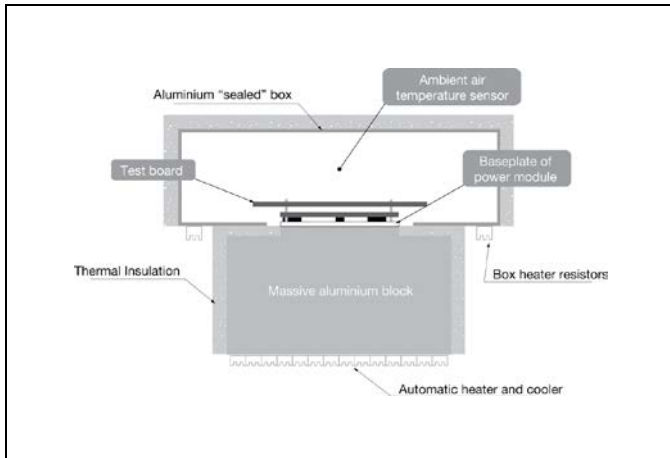 Ambient air
temperature sensor
Aluminium “sealed” box
Test board
Baseplate of
power module
Thermal Insulation
Box heater resistors
Massive aluminium block
Automatic heater and cooler